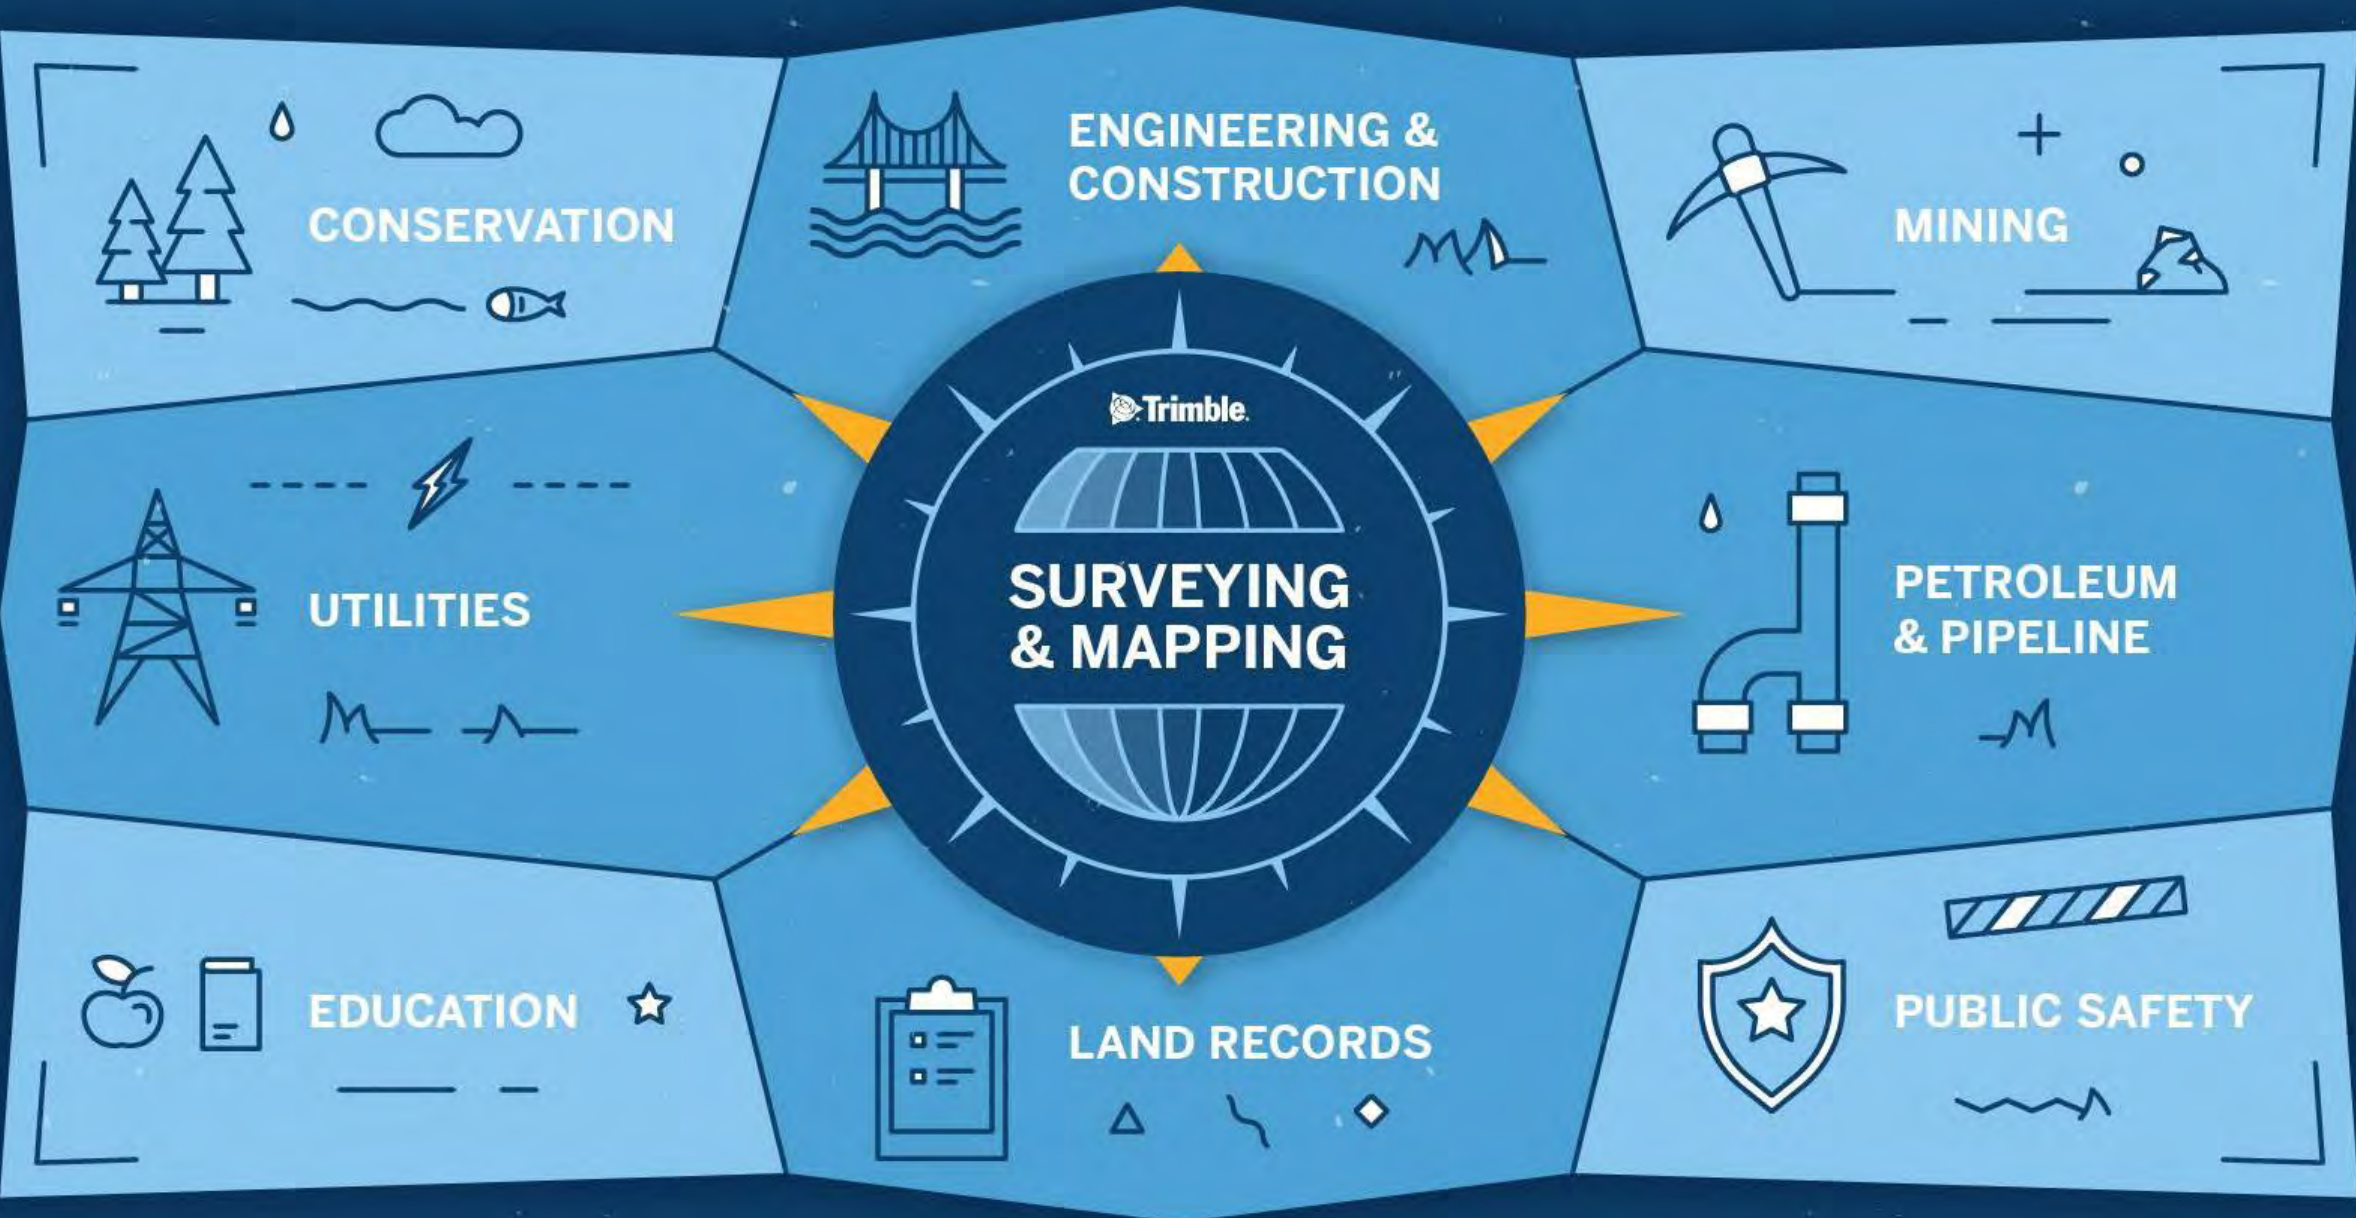 CONSERVATION
ENGINEERING &
CONSTRUCTION
MINING
UTILITIES
Trimble.
SURVEYING
& MAPPING
PETROLEUM
& PIPELINE
EDUCATION
LAND RECORDS
PUBLIC SAFETY